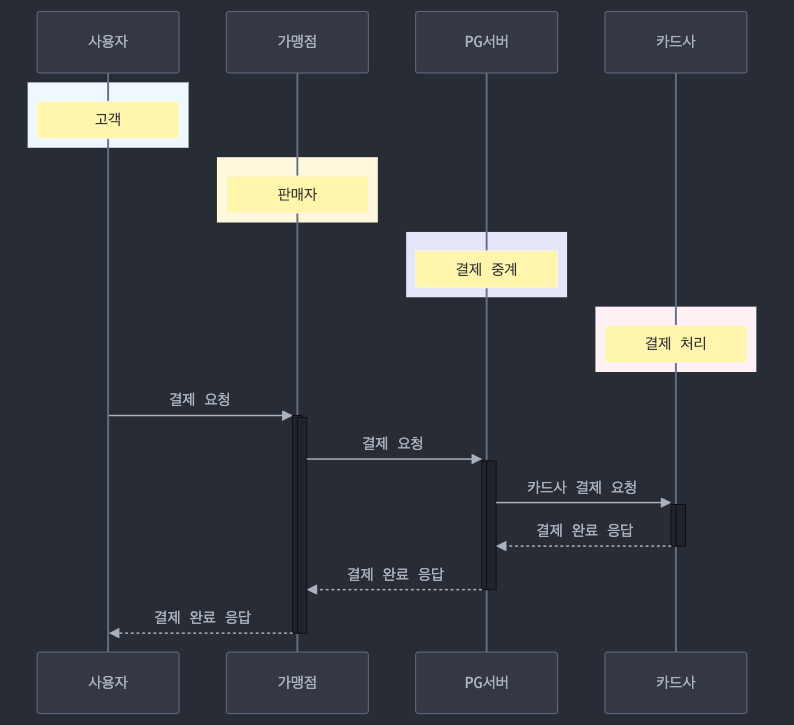 사용자
가맹점
PG서버
카드사
고객
판매자
결제 중계
결제 처리
결제 요청
결제 요청
카드사 결제 요청
결제 완료 응답
결제 완료 응답
결제 완료 응답
사용자
가맹점
PG서버
카드사